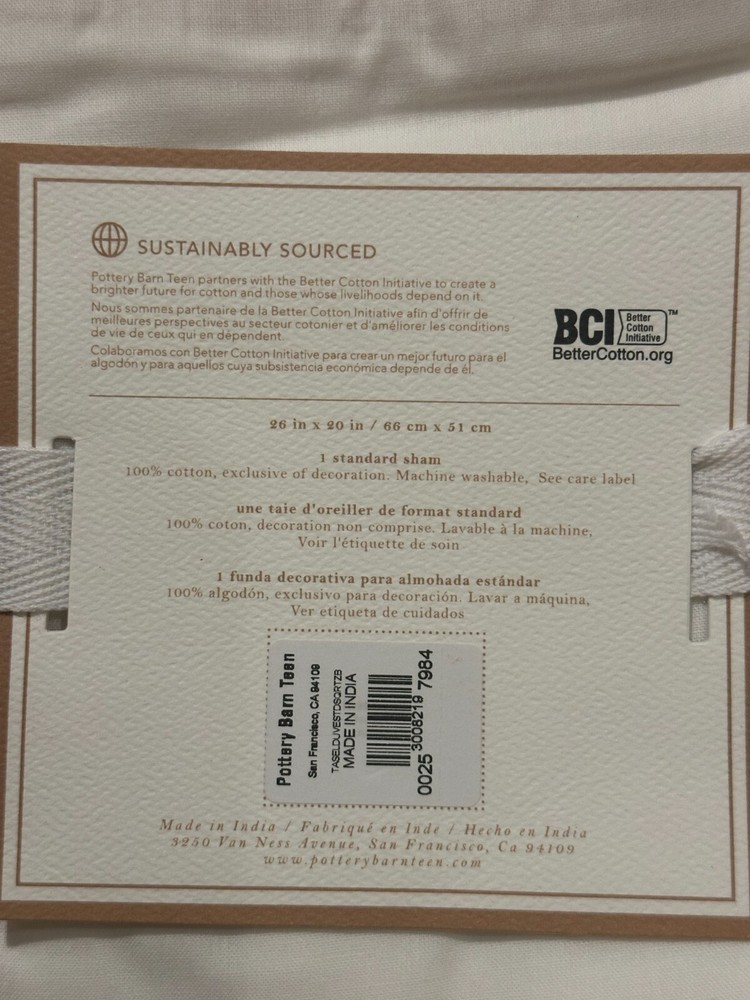 SUSTAINABLY SOURCED
Pottery Barn Teen partners with the Better Cotton Initiative to create a
brighter future for cotton and those whose livelihoods depend on it.
Nous sommes partenaire de la Better Cotton Initiative afin d'offrir de
meilleures perspectives au secteur cotonier et d'améliorer les conditions
de vie de ceux qui en dépendent.
Colaboramos con Better Cotton Initiative para crear un mejor futuro para el
algodón y para aquellos cuya subsistencia económica depende de él.
BCI
Better
Cotton
Initiative
TM
BetterCotton.org
26 in x 20 in / 66 cm x 51 cm
1 standard sham
100% cotton, exclusive of decoration. Machine washable, See care label
une taie d'oreiller de format standard
100% coton, decoration non comprise. Lavable à la machine,
Voir l'étiquette de soin
1 funda decorativa para almohada estándar
100% algodón, exclusivo para decoración. Lavar a máquina,
Ver etiqueta de cuidados
Pottery Barn Teen
San Francisco, CA 94109
MADE IN INDIA
0025 3008219 7984
Made in India / Fabriqué en Inde / Hecho en India
3250 Van Ness Avenue, San Francisco, Ca 94109
www.potterybarnteen.com